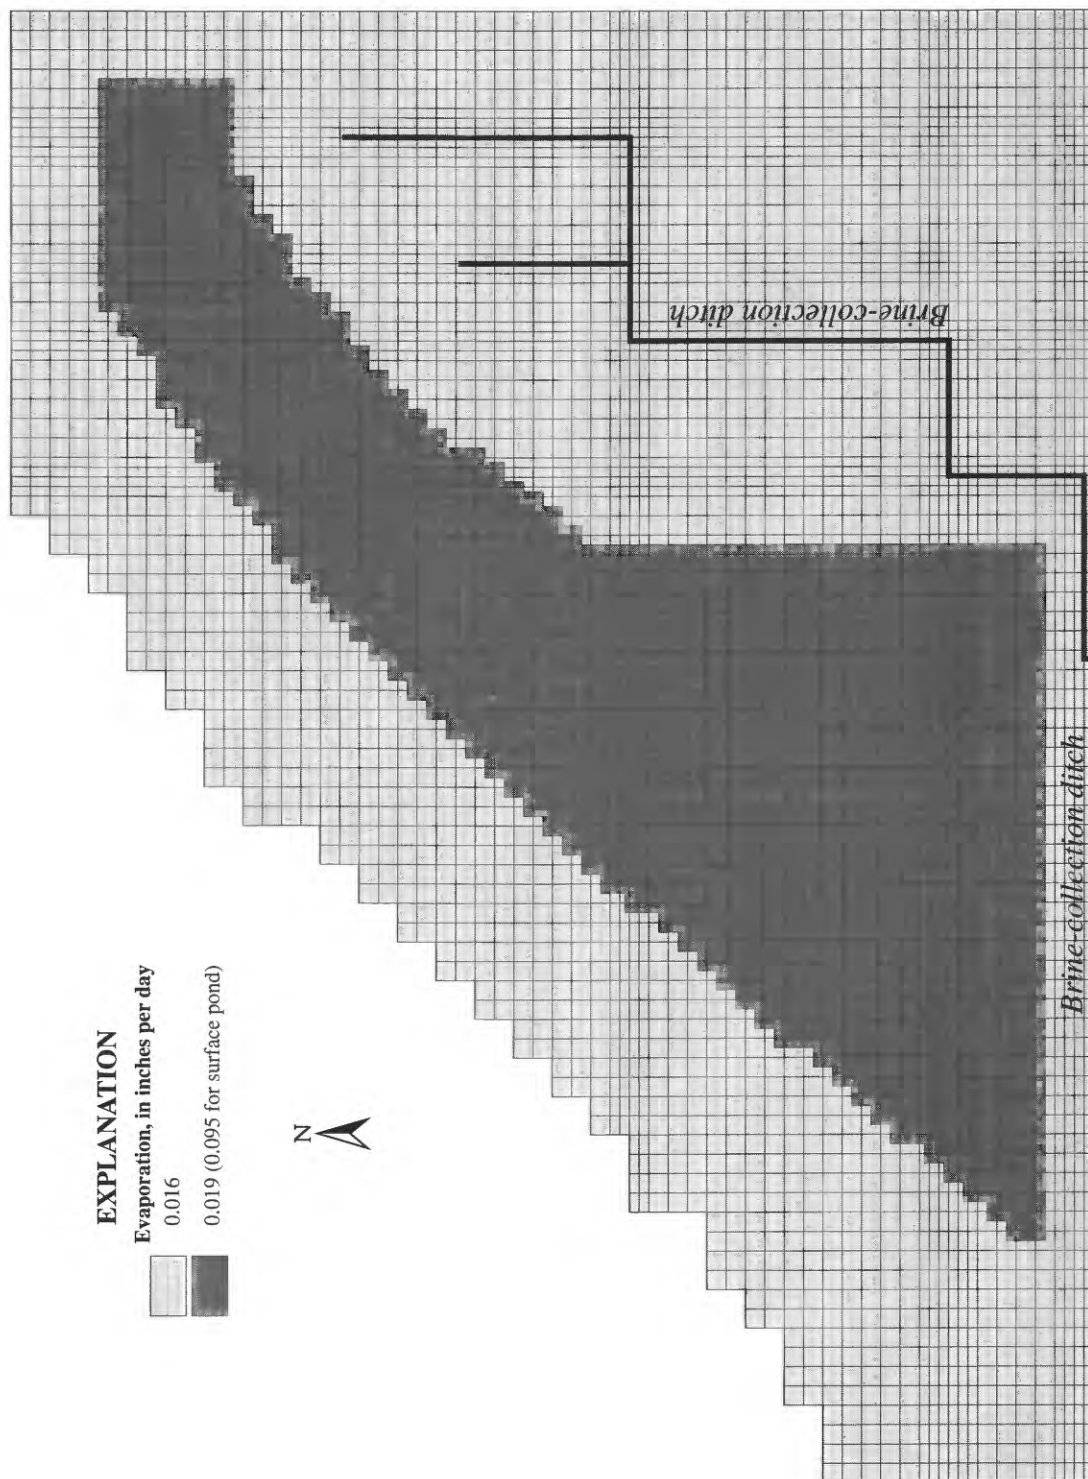 EXPLANATION
Evaporation, in inches per day
0.016
0.019 (0.095 for surface pond)
N
Brine-collection ditch
Brine-collection ditch